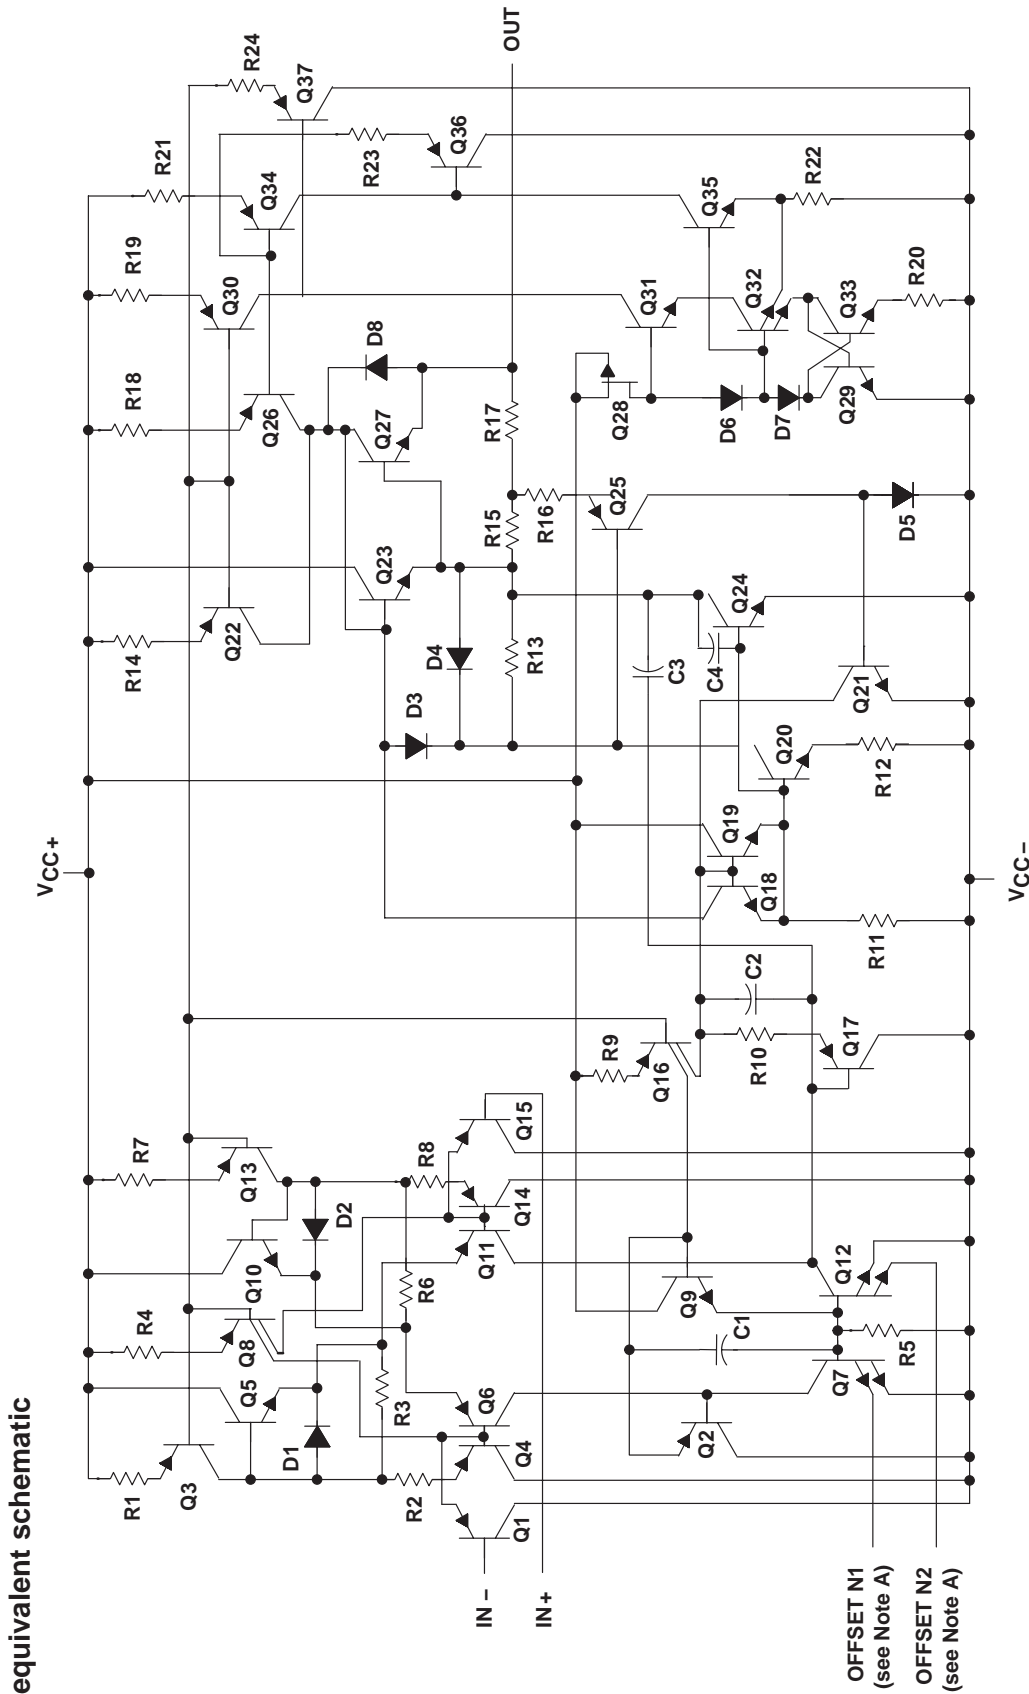 equivalent schematic
VCC+
R1
R4
R7
R14
R18
R19
R21
R24
Q3
Q5
Q8
Q10
Q13
Q22
Q26
Q30
Q34
Q37
D1
D2
D3
D4
Q23
Q27
D8
R23
Q36
R2
R3
R6
R8
R13
R15
R17
OUT
IN −
IN+
Q1
Q4
Q6
Q11
Q14
Q15
R9
Q16
R16
Q25
Q28
Q31
Q35
Q2
C1
Q9
C2
R10
Q17
Q18
Q19
C3
C4
Q24
Q20
Q21
D6
D7
Q32
R22
Q7
R5
Q12
R11
R12
D5
Q29
Q33
R20
OFFSET N1
(see Note A)
OFFSET N2
(see Note A)
VCC−